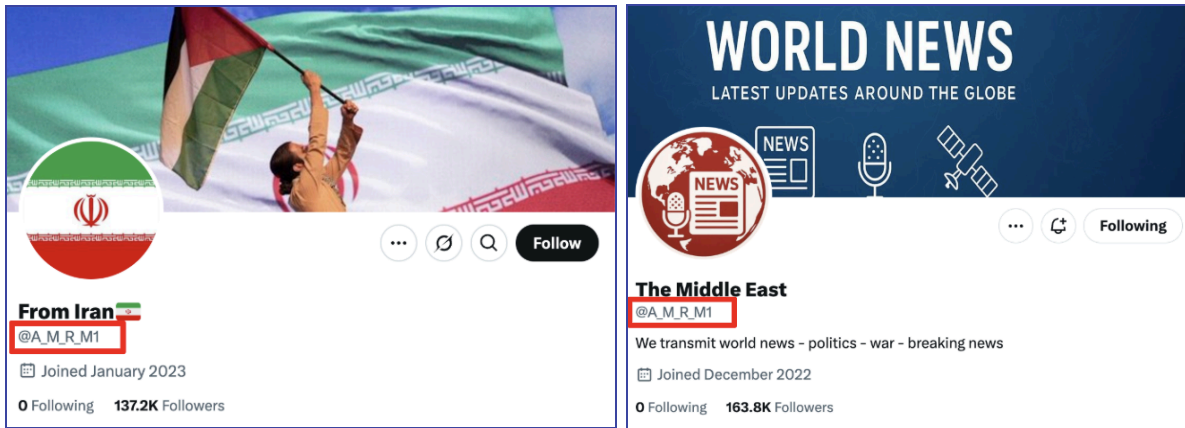 From Iran🇮🇷
@A_M_R_M1
Joined January 2023
0 Following 137.2K Followers
Follow
WORLD NEWS
LATEST UPDATES AROUND THE GLOBE
NEWS
NEWS
Following
The Middle East
@A_M_R_M1
We transmit world news - politics - war - breaking news
Joined December 2022
0 Following 163.8K Followers